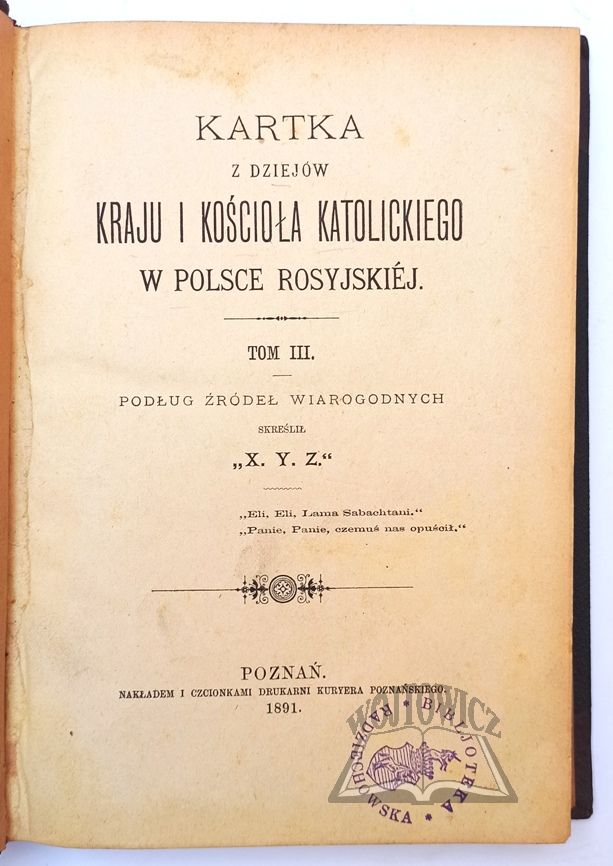 KARTKA
Z DZIEJÓW
KRAJU I KOŚCIOŁA KATOLICKIEGO
W POLSCE ROSYJSKIÉJ.
TOM III.
PODŁUG ŹRÓDEŁ WIAROGODNYCH
SKREŚLIŁ
„X. Y. Z.“
„Eli, Eli, Lama Sabachtani.“
„Panie, Panie, czemuś nas opuścił.“
POZNAŃ.
NAKŁADEM I CZCIONKAMI DRUKARNI KURYERA POZNAŃSKIEGO.
1891.
WÓJTOWICZ
* BIBLJOTEKA *
RADZIECHOWSKA